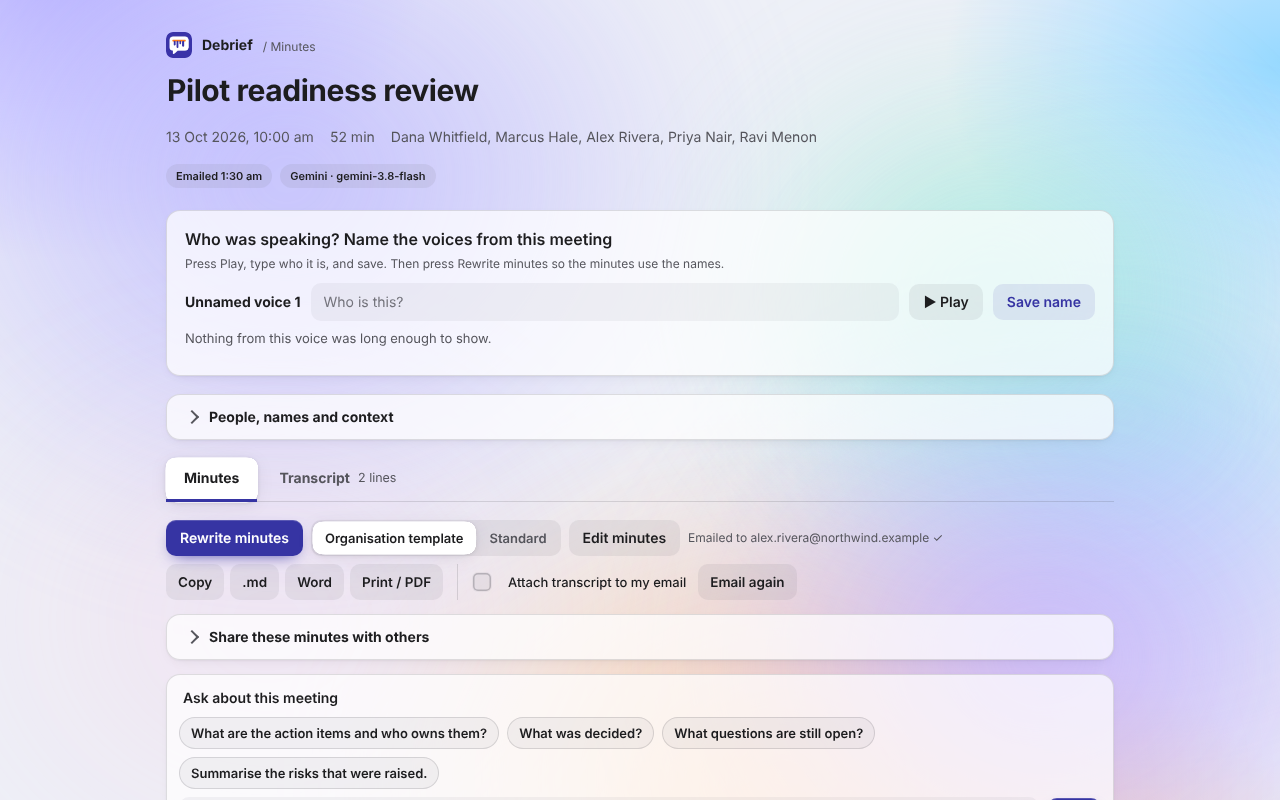 Debrief / Minutes
Pilot readiness review
13 Oct 2026, 10:00 am 52 min Dana Whitfield, Marcus Hale, Alex Rivera, Priya Nair, Ravi Menon
Emailed 1:30 am Gemini · gemini-3.8-flash
Who was speaking? Name the voices from this meeting
Press Play, type who it is, and save. Then press Rewrite minutes so the minutes use the names.
Unnamed voice 1 Who is this? ▶ Play Save name
Nothing from this voice was long enough to show.
People, names and context
Minutes Transcript 2 lines
Rewrite minutes Organisation template Standard Edit minutes Emailed to alex.rivera@northwind.example ✓
Copy .md Word Print / PDF Attach transcript to my email Email again
Share these minutes with others
Ask about this meeting
What are the action items and who owns them? What was decided? What questions are still open?
Summarise the risks that were raised.